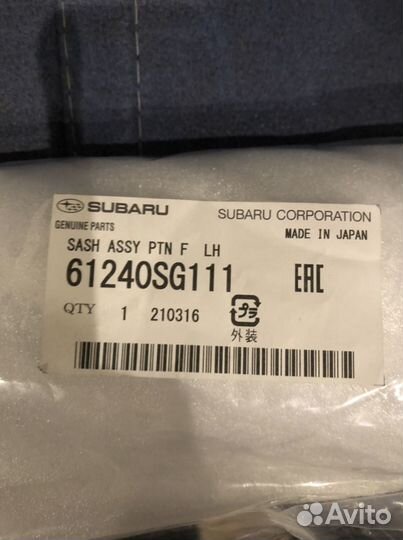 SUBARU
SUBARU CORPORATION
GENUINE PARTS
MADE IN JAPAN
SASH ASSY PTN F LH
61240SG111
EAC
QTY 1 210316
プラ
外装
Avito